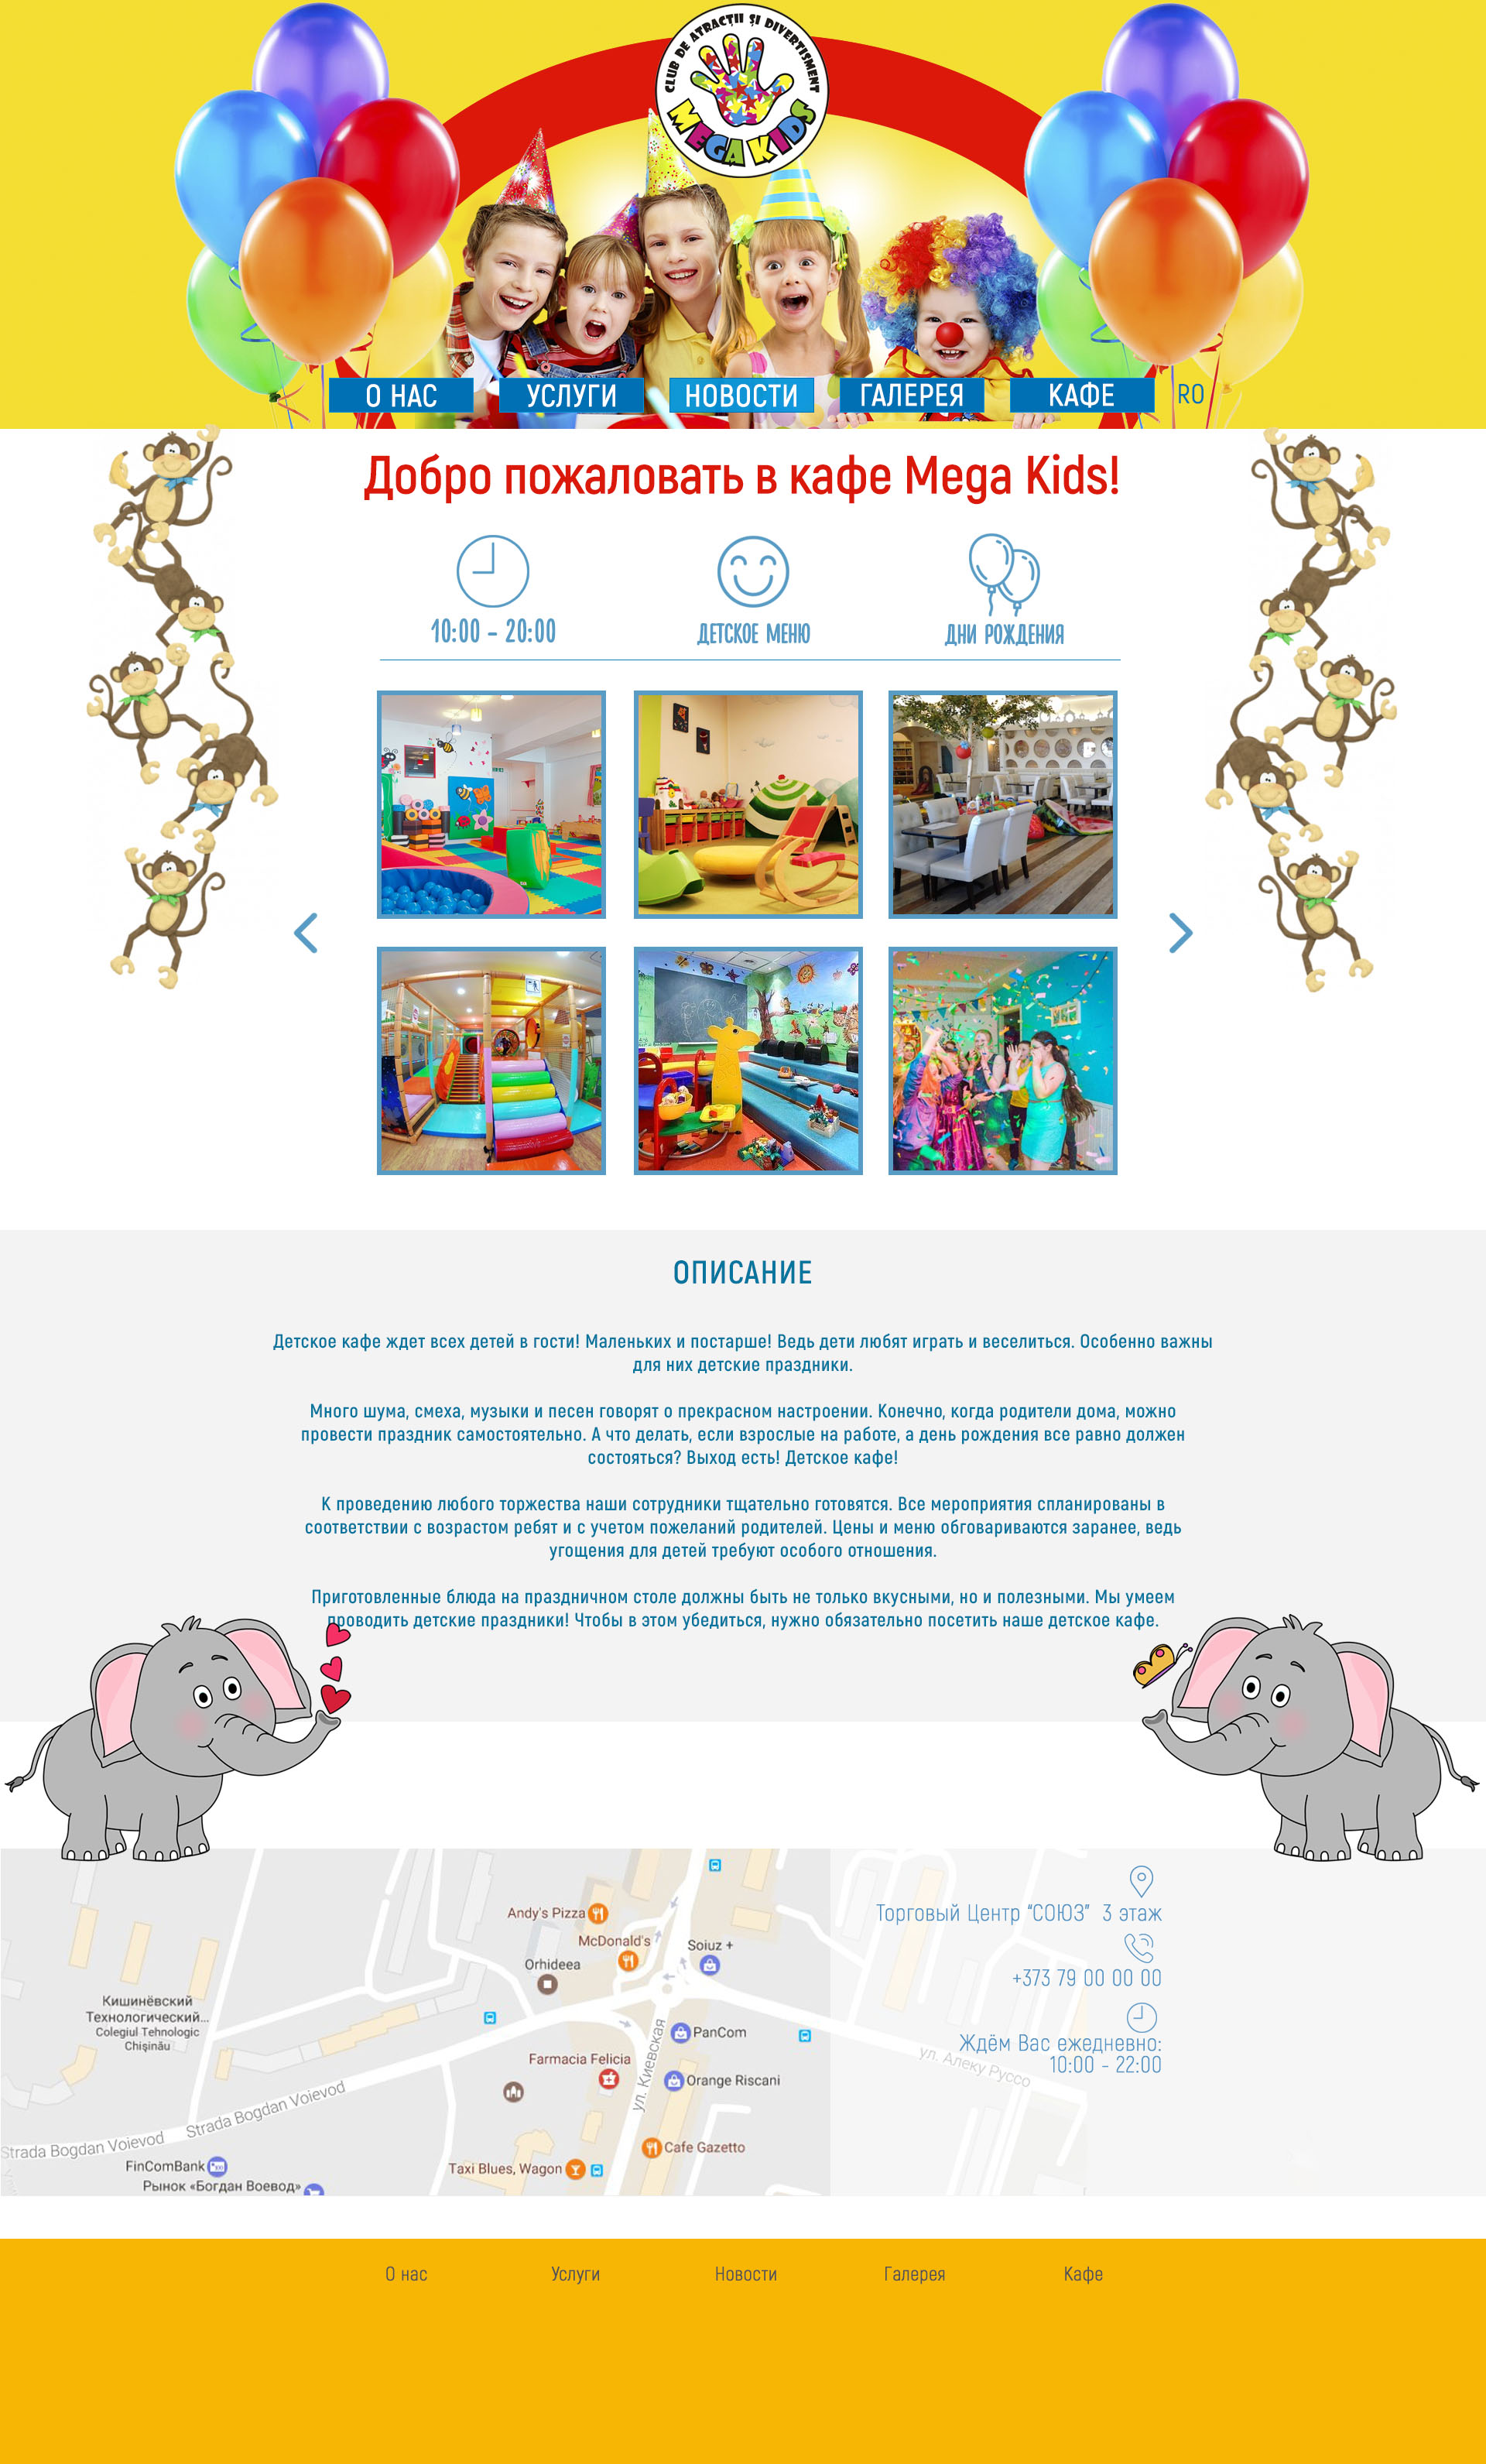 CLUB DE ATRACȚII ȘI DIVERTISMENT
MEGA KIDS
О НАС
УСЛУГИ
НОВОСТИ
ГАЛЕРЕЯ
КАФЕ
RO
Добро пожаловать в кафе Mega Kids!
10:00 - 20:00
ДЕТСКОЕ МЕНЮ
ДНИ РОЖДЕНИЯ
ОПИСАНИЕ
Детское кафе ждет всех детей в гости! Маленьких и постарше! Ведь дети любят играть и веселиться. Особенно важны
для них детские праздники.
Много шума, смеха, музыки и песен говорят о прекрасном настроении. Конечно, когда родители дома, можно
провести праздник самостоятельно. А что делать, если взрослые на работе, а день рождения все равно должен
состояться? Выход есть! Детское кафе!
К проведению любого торжества наши сотрудники тщательно готовятся. Все мероприятия спланированы в
соответствии с возрастом ребят и с учетом пожеланий родителей. Цены и меню обговариваются заранее, ведь
угощения для детей требуют особого отношения.
Приготовленные блюда на праздничном столе должны быть не только вкусными, но и полезными. Мы умеем
проводить детские праздники! Чтобы в этом убедиться, нужно обязательно посетить наше детское кафе.
Andy's Pizza
McDonald's
Soiuz +
Orhideea
Кишинёвский
Технологический...
Colegiul Tehnologic
Chişinău
PanCom
Farmacia Felicia
ул. Киевская
Orange Riscani
Strada Bogdan Voievod
Strada Bogdan Voievod
Cafe Gazetto
FinComBank
Taxi Blues, Wagon
Рынок «Богдан Воевод»
ул. Алеку Руссо
Торговый Центр “СОЮЗ” 3 этаж
+373 79 00 00 00
Ждём Вас ежедневно:
10:00 - 22:00
О нас
Услуги
Новости
Галерея
Кафе